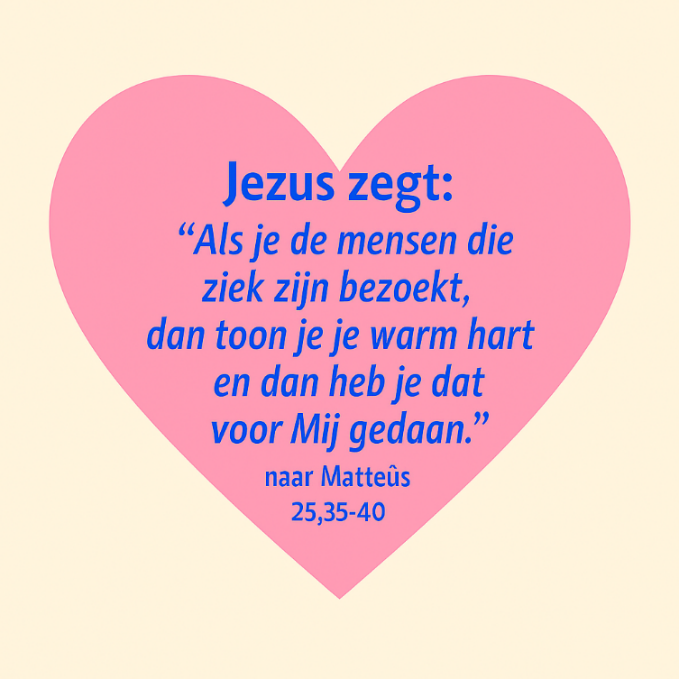 Jezus zegt:
“Als je de mensen die
ziek zijn bezoekt,
dan toon je je warm hart
en dan heb je dat
voor Mij gedaan.”
naar Matteûs
25,35-40